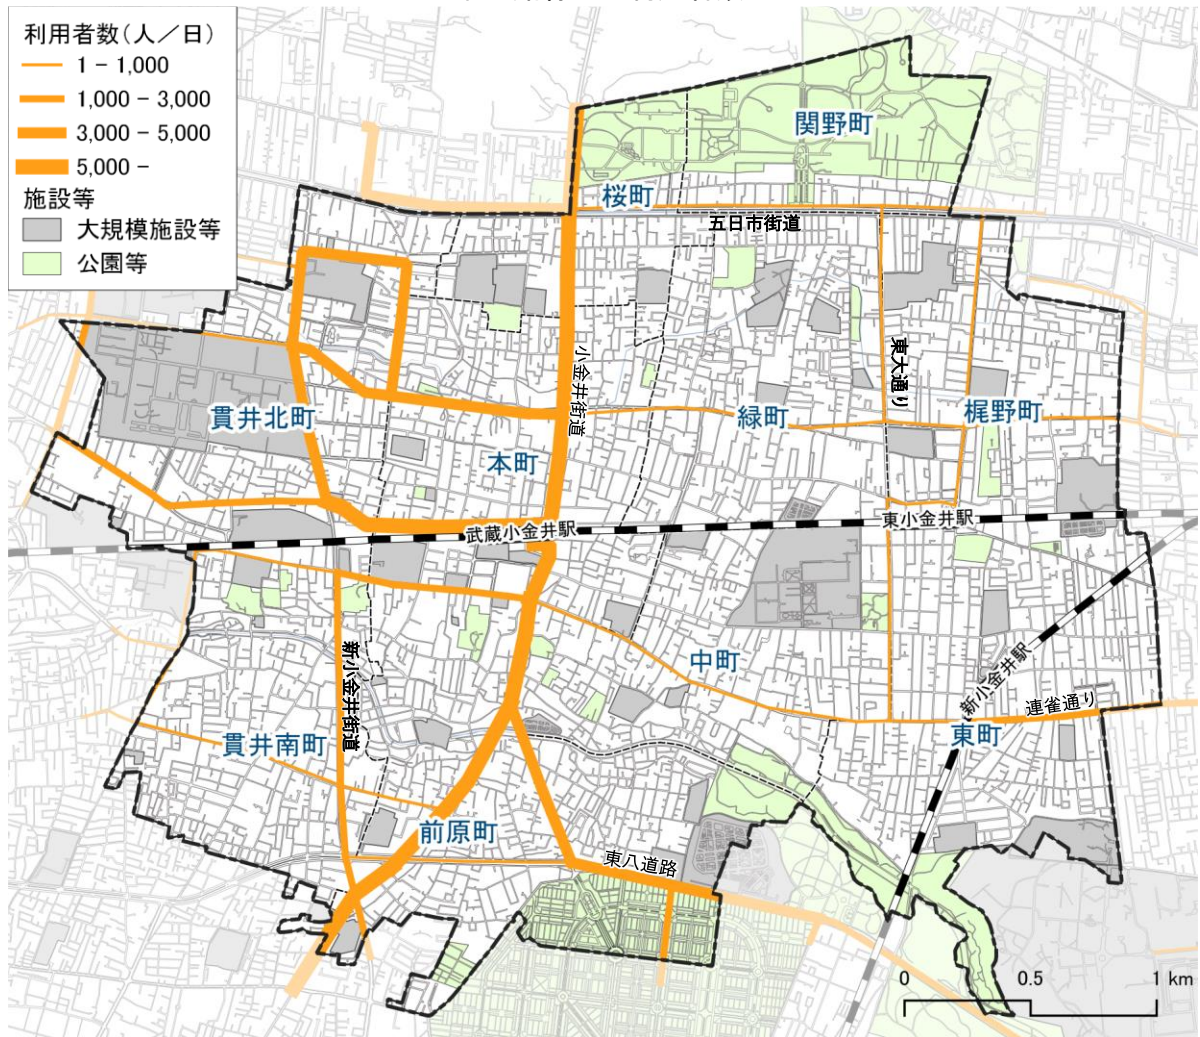 利用者数(人／日)
1 - 1,000
1,000 - 3,000
3,000 - 5,000
5,000 -
施設等
大規模施設等
公園等
関野町
桜町
五日市街道
小金井街道
東大通り
貫井北町
緑町
梶野町
本町
武蔵小金井駅
東小金井駅
新小金井街道
中町
新小金井駅
連雀通り
貫井南町
東町
前原町
東八道路
0 0.5 1 km